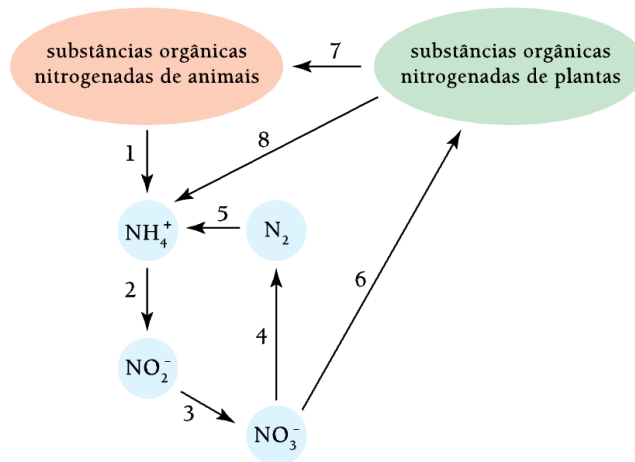 substâncias orgânicas
nitrogenadas de animais
7
substâncias orgânicas
nitrogenadas de plantas
1
8
NH₄⁺
5
N₂
2
6
4
NO₂⁻
3
NO₃⁻